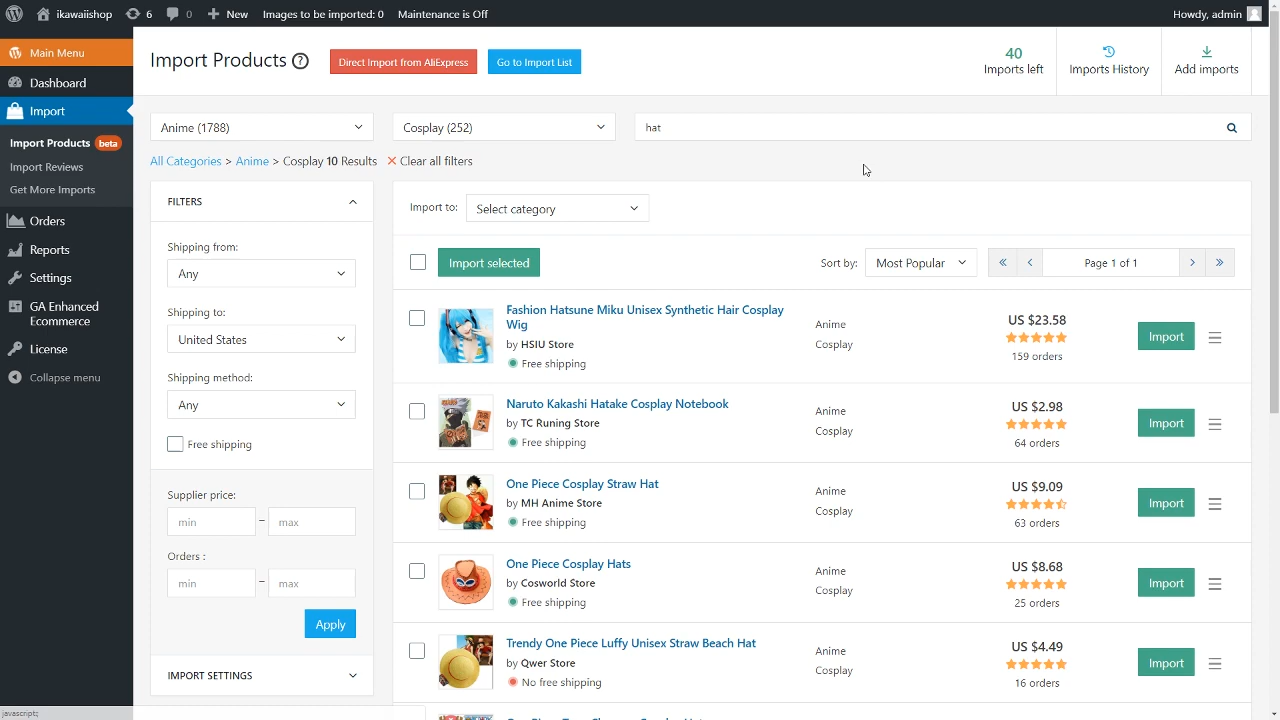 ikawaiishop 6 0 New Images to be imported: 0 Maintenance is Off Howdy, admin
Main Menu
Dashboard
Import
Import Products beta
Import Reviews
Get More Imports
Orders
Reports
Settings
GA Enhanced
Ecommerce
License
Collapse menu
Import Products ? Direct Import from AliExpress Go to Import List
40
Imports left
Imports History
Add imports
Anime (1788) Cosplay (252) hat
All Categories > Anime > Cosplay 10 Results Clear all filters
FILTERS
Shipping from:
Any
Shipping to:
United States
Shipping method:
Any
Free shipping
Supplier price:
min – max
Orders :
min – max
Apply
IMPORT SETTINGS
Import to: Select category
Import selected Sort by: Most Popular « ‹ Page 1 of 1 › »
Fashion Hatsune Miku Unisex Synthetic Hair Cosplay
Wig
by HSIU Store
Free shipping
Anime
Cosplay
US $23.58
159 orders
Import
Naruto Kakashi Hatake Cosplay Notebook
by TC Runing Store
Free shipping
Anime
Cosplay
US $2.98
64 orders
Import
One Piece Cosplay Straw Hat
by MH Anime Store
Free shipping
Anime
Cosplay
US $9.09
63 orders
Import
One Piece Cosplay Hats
by Cosworld Store
Free shipping
Anime
Cosplay
US $8.68
25 orders
Import
Trendy One Piece Luffy Unisex Straw Beach Hat
by Qwer Store
No free shipping
Anime
Cosplay
US $4.49
16 orders
Import
javascript:;